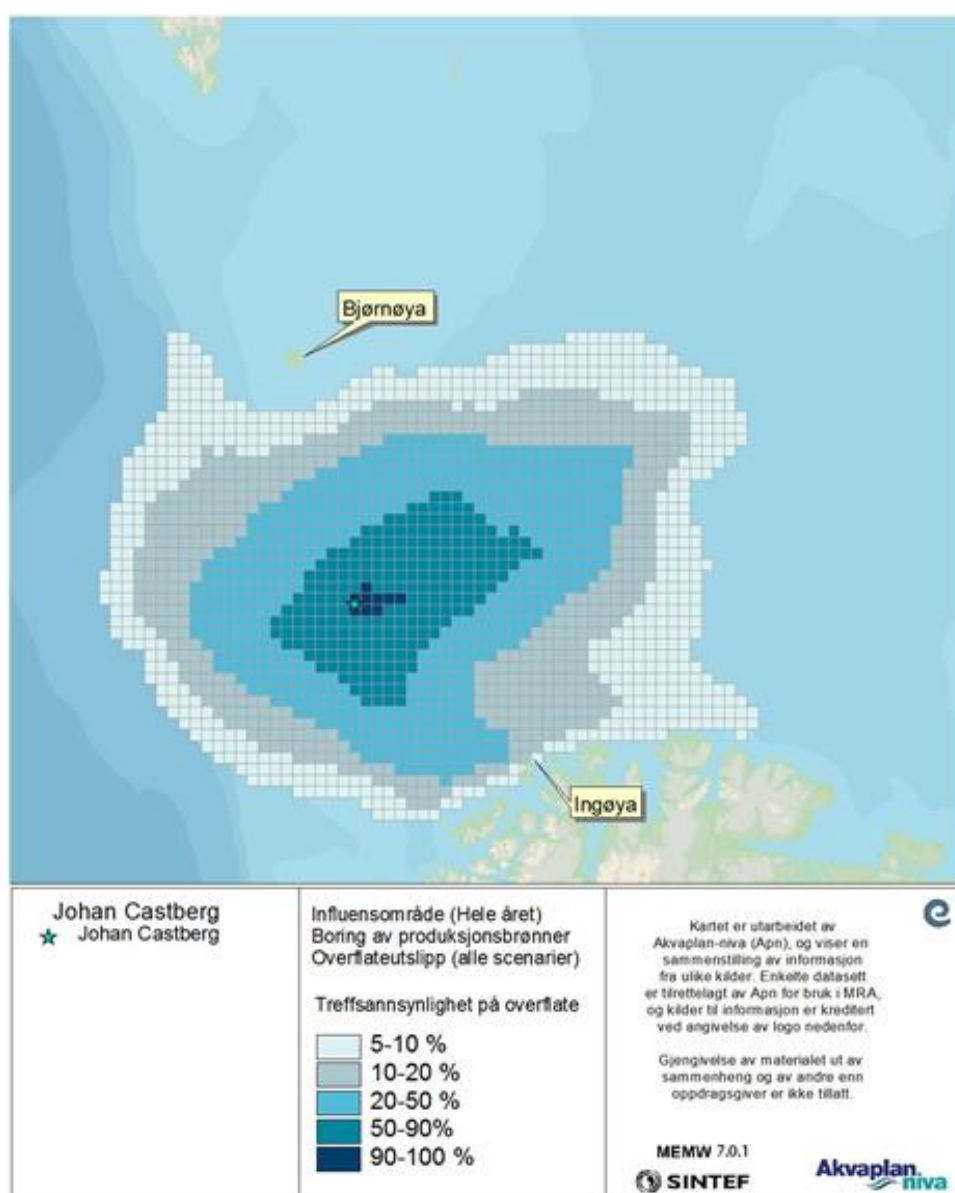 Bjørnøya
Ingøya
Johan Castberg
Johan Castberg
Influensområde (Hele året)
Boring av produksjonsbrønner
Overflateutslipp (alle scenarier)
Treffsannsynlighet på overflate
5-10 %
10-20 %
20-50 %
50-90%
90-100 %
Kartet er utarbeidet av
Akvaplan-niva (Apn), og viser en
sammenstilling av informasjon
fra ulike kilder. Enkelte datasett
er tilrettelagt av Apn for bruk i MRA,
og kilder til informasjon er kreditert
ved angivelse av logo nedenfor.
Gjengivelse av materialet ut av
sammenheng og av andre enn
oppdragsgiver er ikke tillatt.
MEMW 7.0.1
SINTEF
Akvaplan
niva